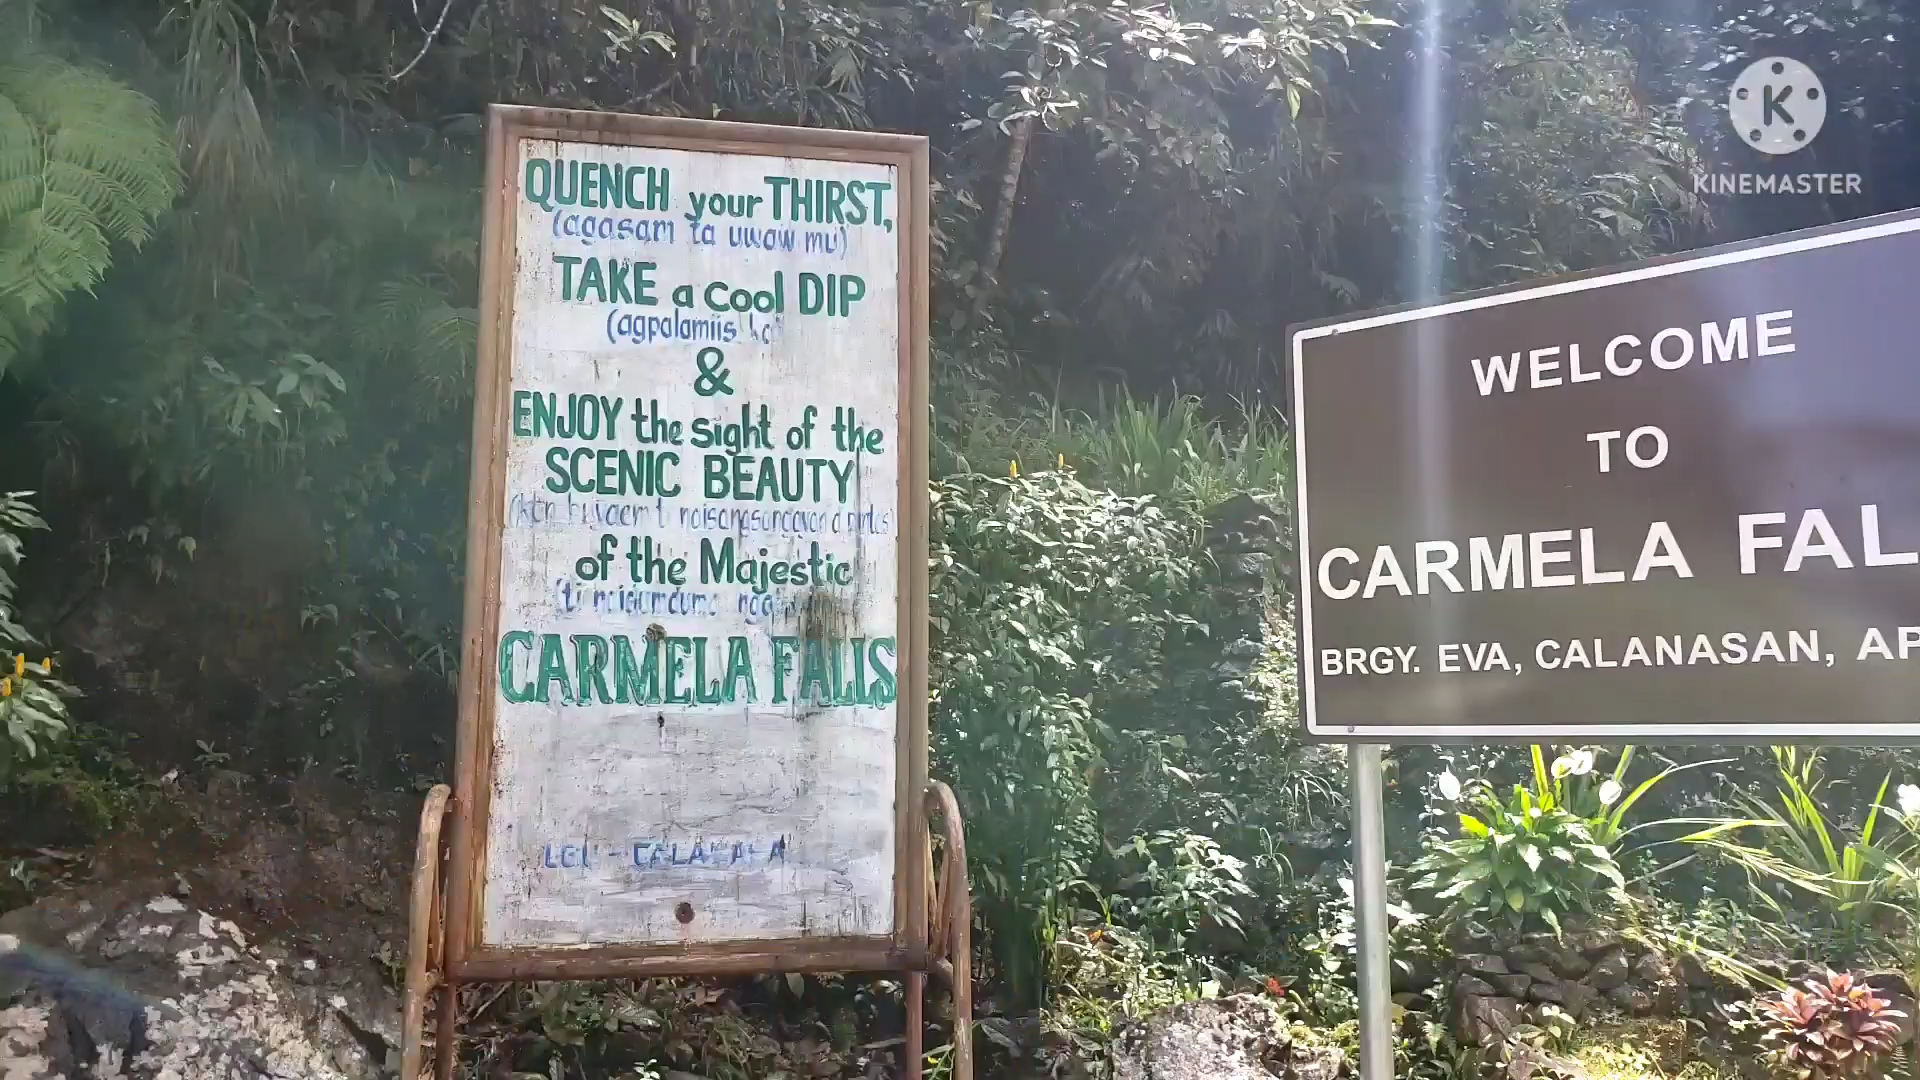 QUENCH your THIRST,
(agasam ta uwaw mu)
TAKE a cool DIP
(agpalamiis
&
ENJOY the sight of the
SCENIC BEAUTY
of the Majestic
CARMELA FALLS
WELCOME
TO
CARMELA FAL
BRGY. EVA, CALANASAN, AP
K
KINEMASTER